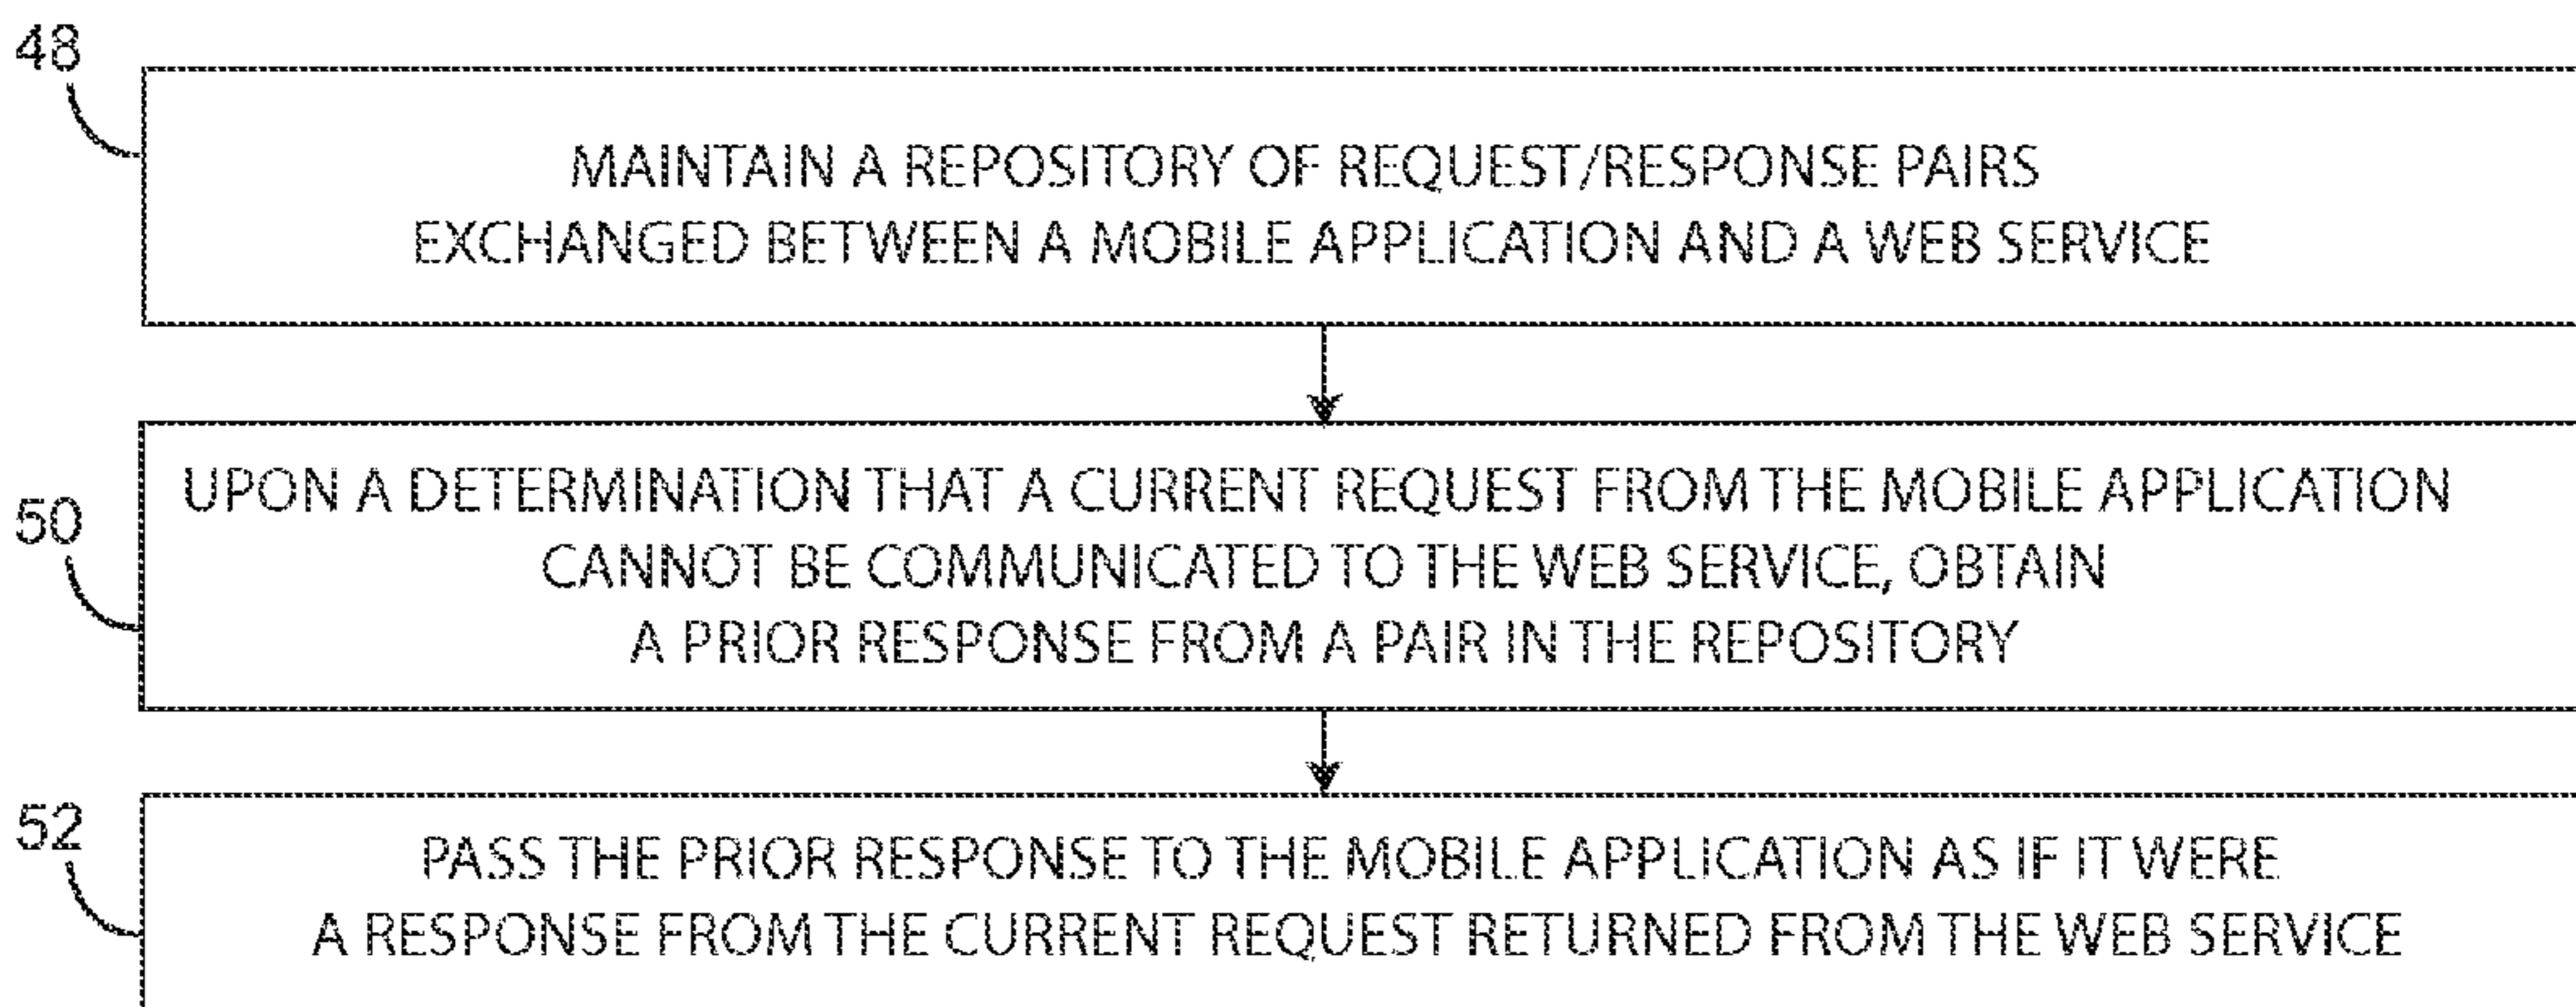 48
MAINTAIN A REPOSITORY OF REQUEST/RESPONSE PAIRS
EXCHANGED BETWEEN A MOBILE APPLICATION AND A WEB SERVICE
50
UPON A DETERMINATION THAT A CURRENT REQUEST FROM THE MOBILE APPLICATION
CANNOT BE COMMUNICATED TO THE WEB SERVICE, OBTAIN
A PRIOR RESPONSE FROM A PAIR IN THE REPOSITORY
52
PASS THE PRIOR RESPONSE TO THE MOBILE APPLICATION AS IF IT WERE
A RESPONSE FROM THE CURRENT REQUEST RETURNED FROM THE WEB SERVICE